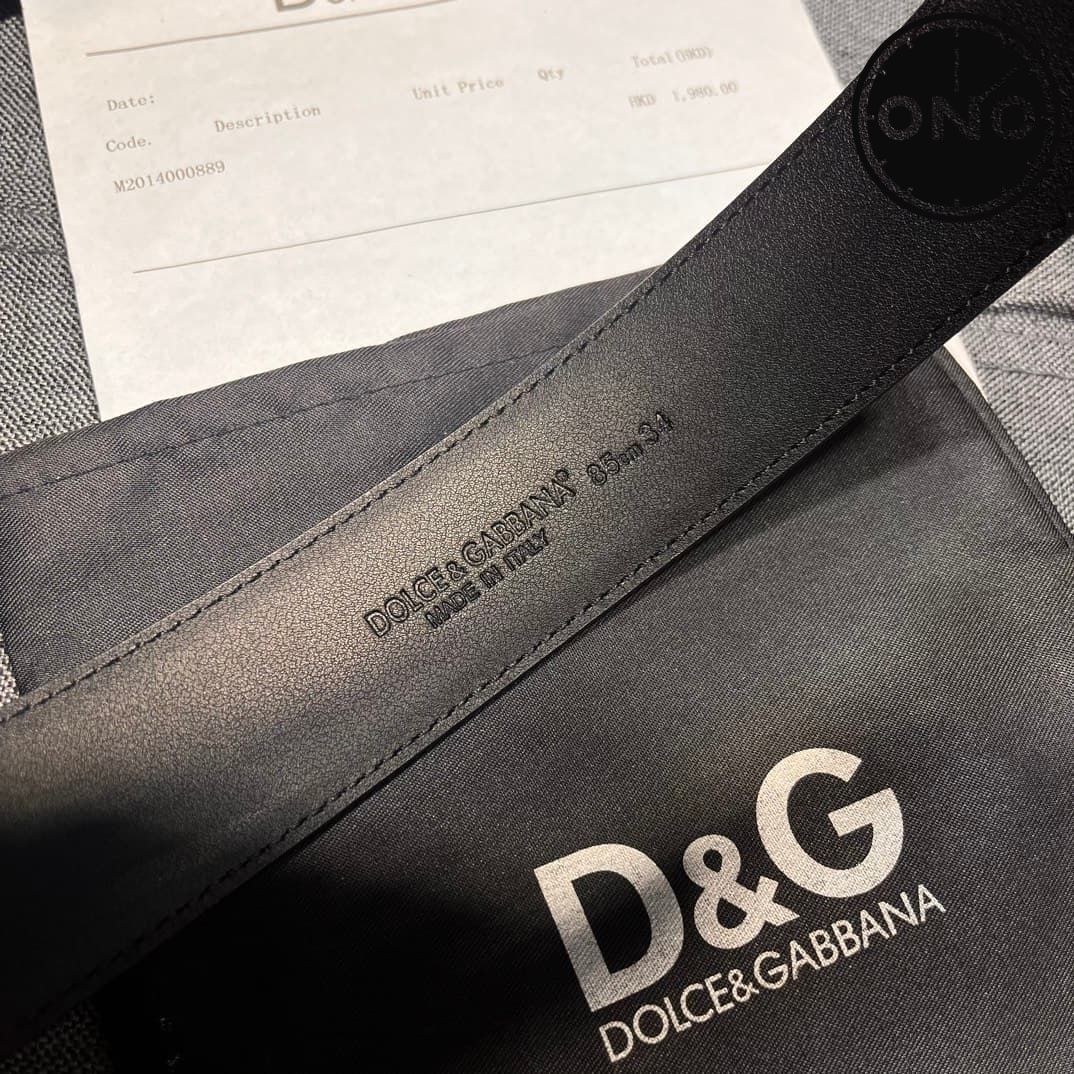 Date:
Code. Description Unit Price Qty Total(HKD)
M2014000889 HKD 1,980.00
ONO
DOLCE&GABBANA® 85cm 34
MADE IN ITALY
D&G
DOLCE&GABBANA